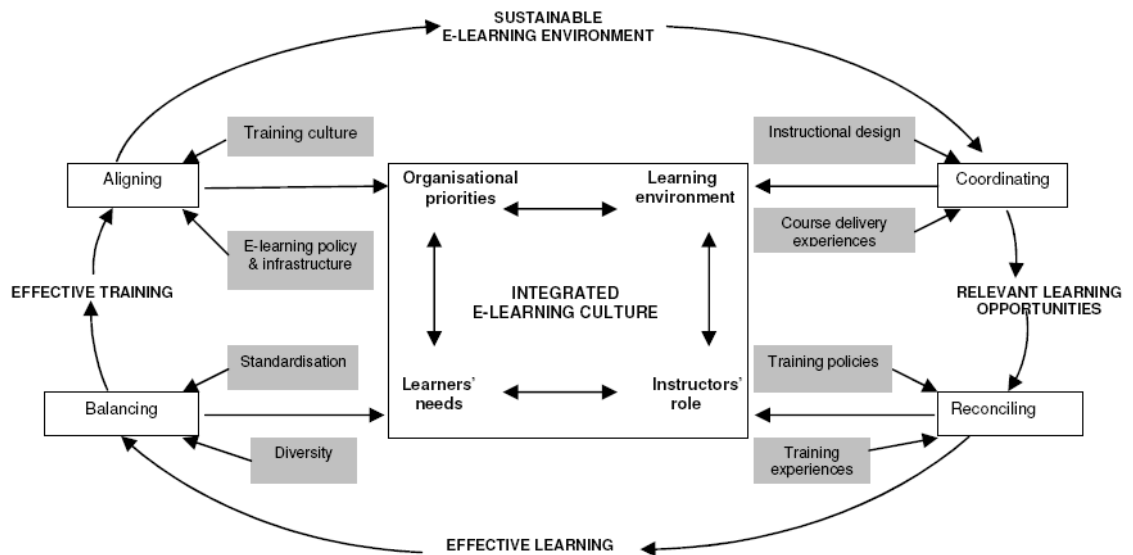 SUSTAINABLE
E-LEARNING ENVIRONMENT
Training culture
Instructional design
Aligning
Organisational
priorities
Learning
environment
Coordinating
E-learning policy
& infrastructure
Course delivery
experiences
EFFECTIVE TRAINING
INTEGRATED
E-LEARNING CULTURE
RELEVANT LEARNING
OPPORTUNITIES
Standardisation
Training policies
Balancing
Learners'
needs
Instructors'
role
Reconciling
Diversity
Training
experiences
EFFECTIVE LEARNING